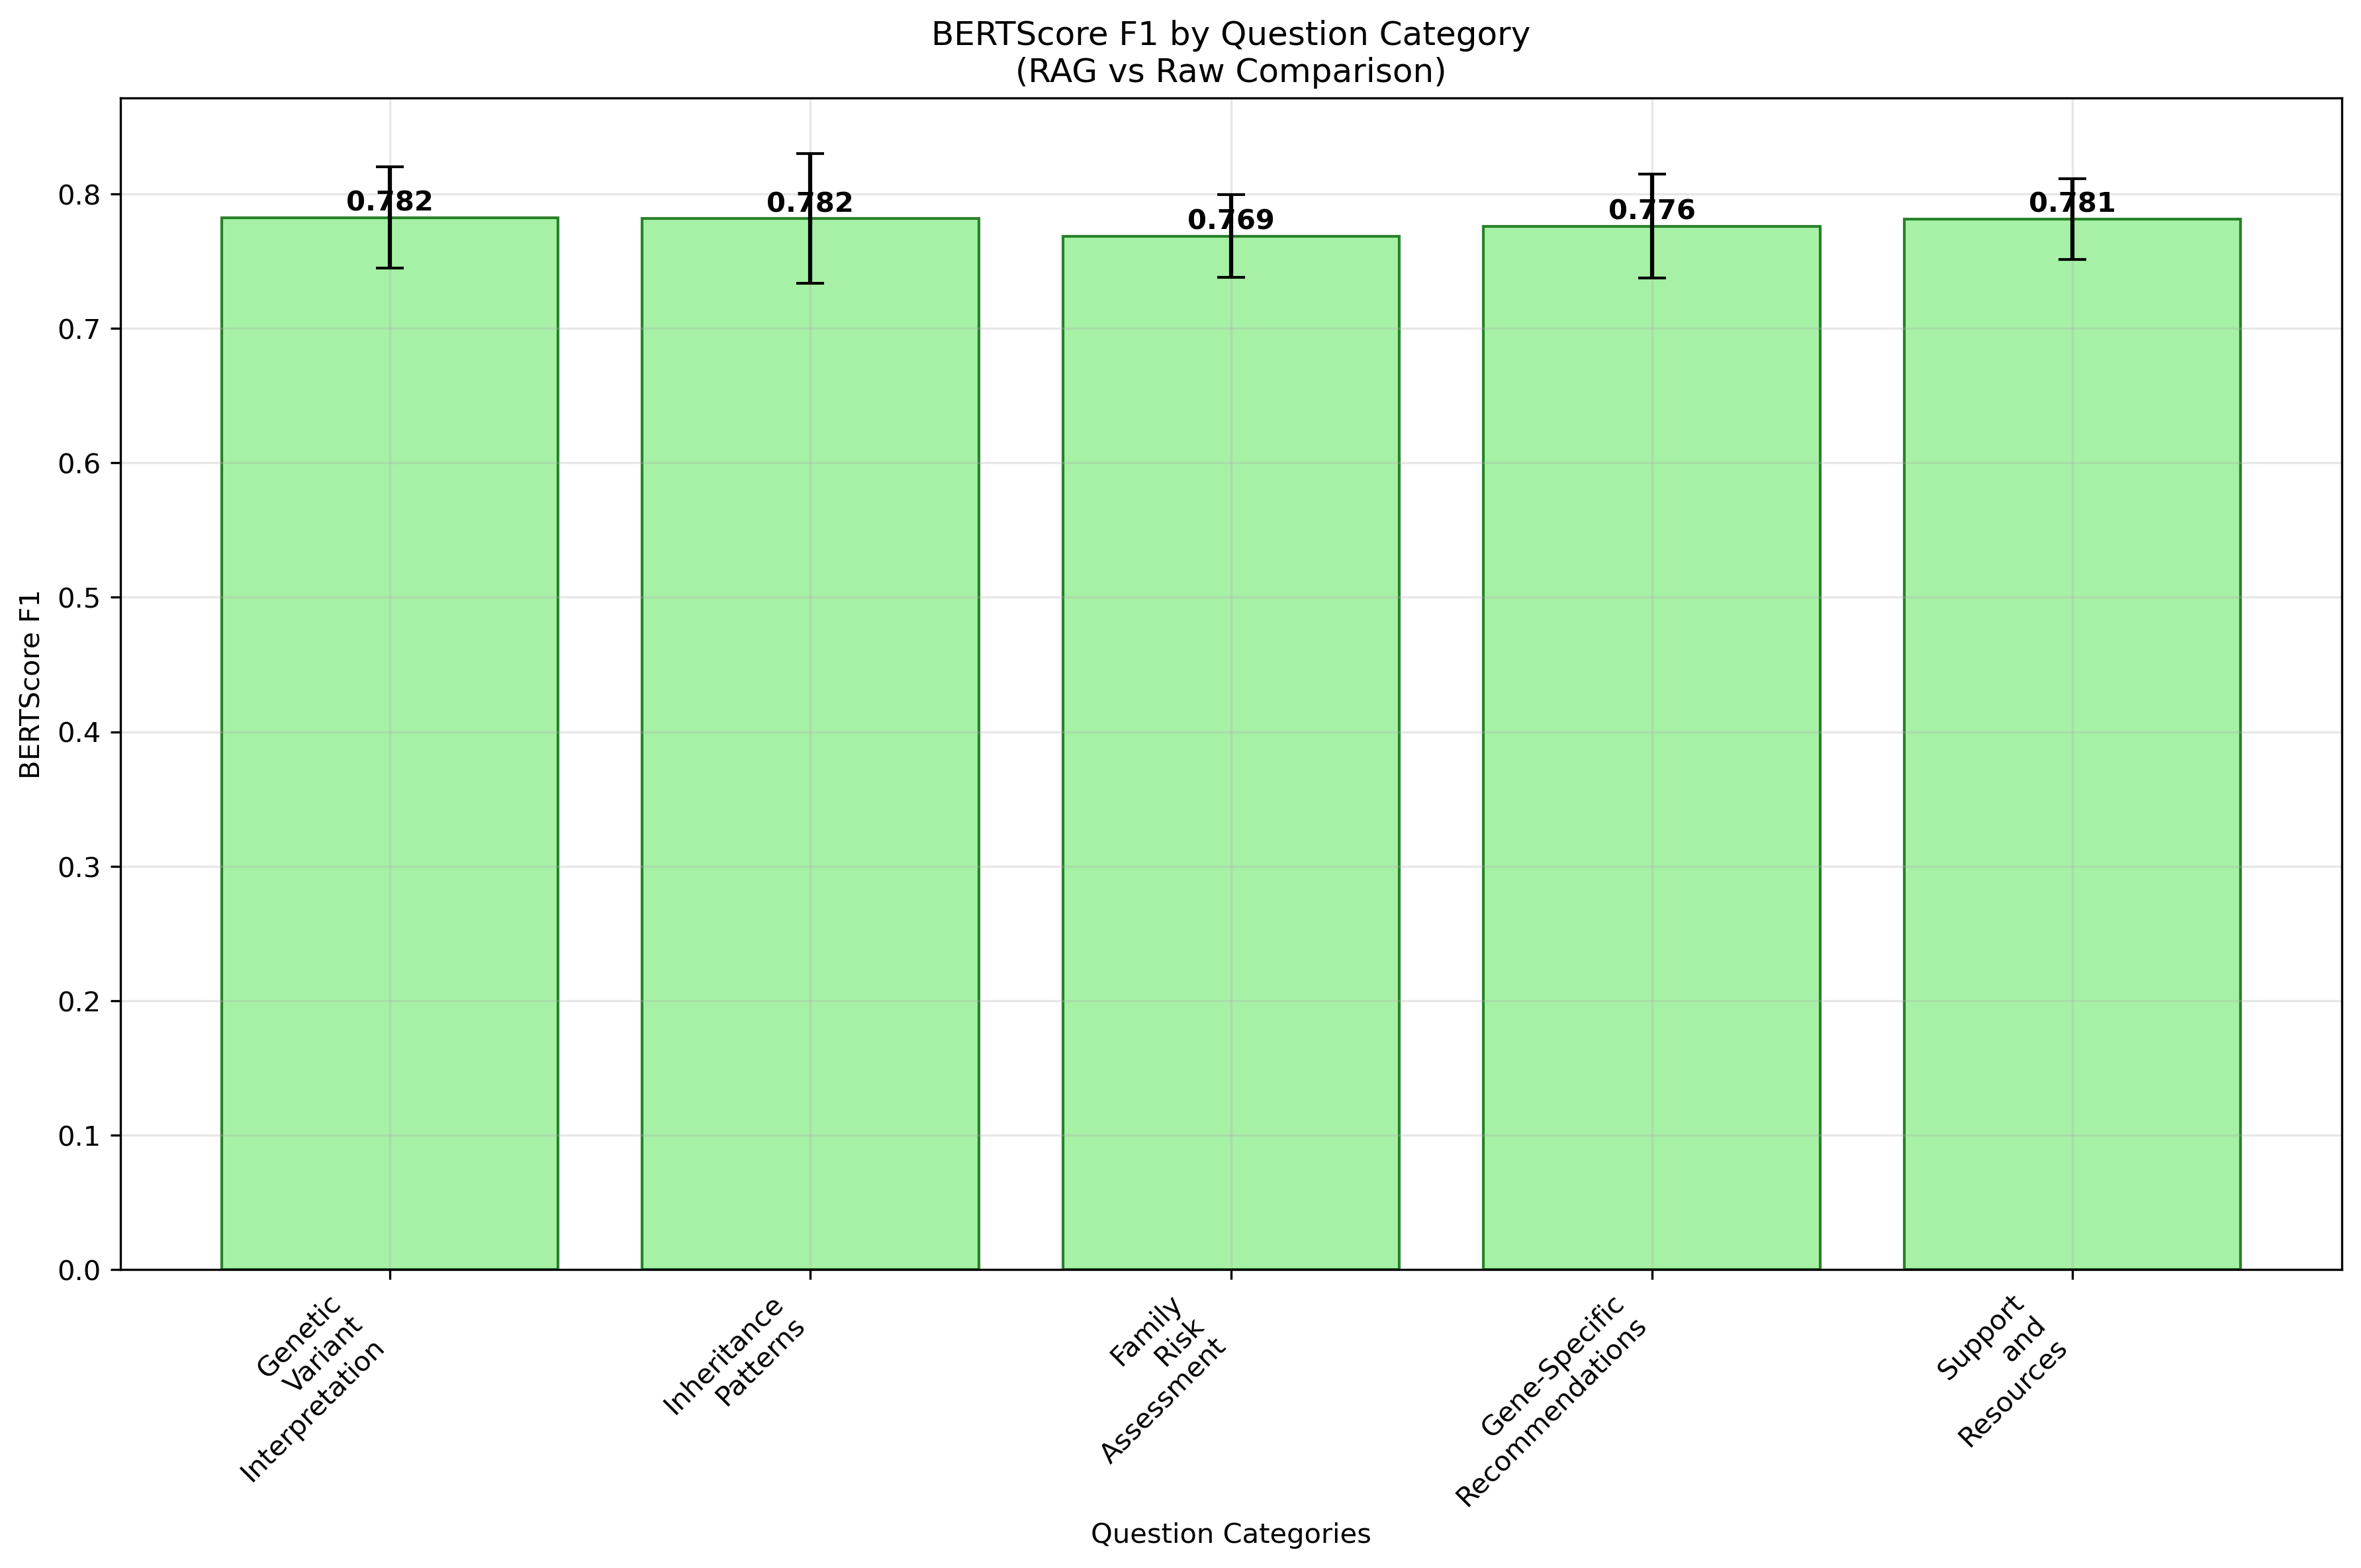 BERTScore F1 by Question Category
(RAG vs Raw Comparison)
BERTScore F1
0.8
0.7
0.6
0.5
0.4
0.3
0.2
0.1
0.0
0.782
0.782
0.769
0.776
0.781
Genetic
Variant
Interpretation
Inheritance
Patterns
Family
Risk
Assessment
Gene-Specific
Recommendations
Support
and
Resources
Question Categories